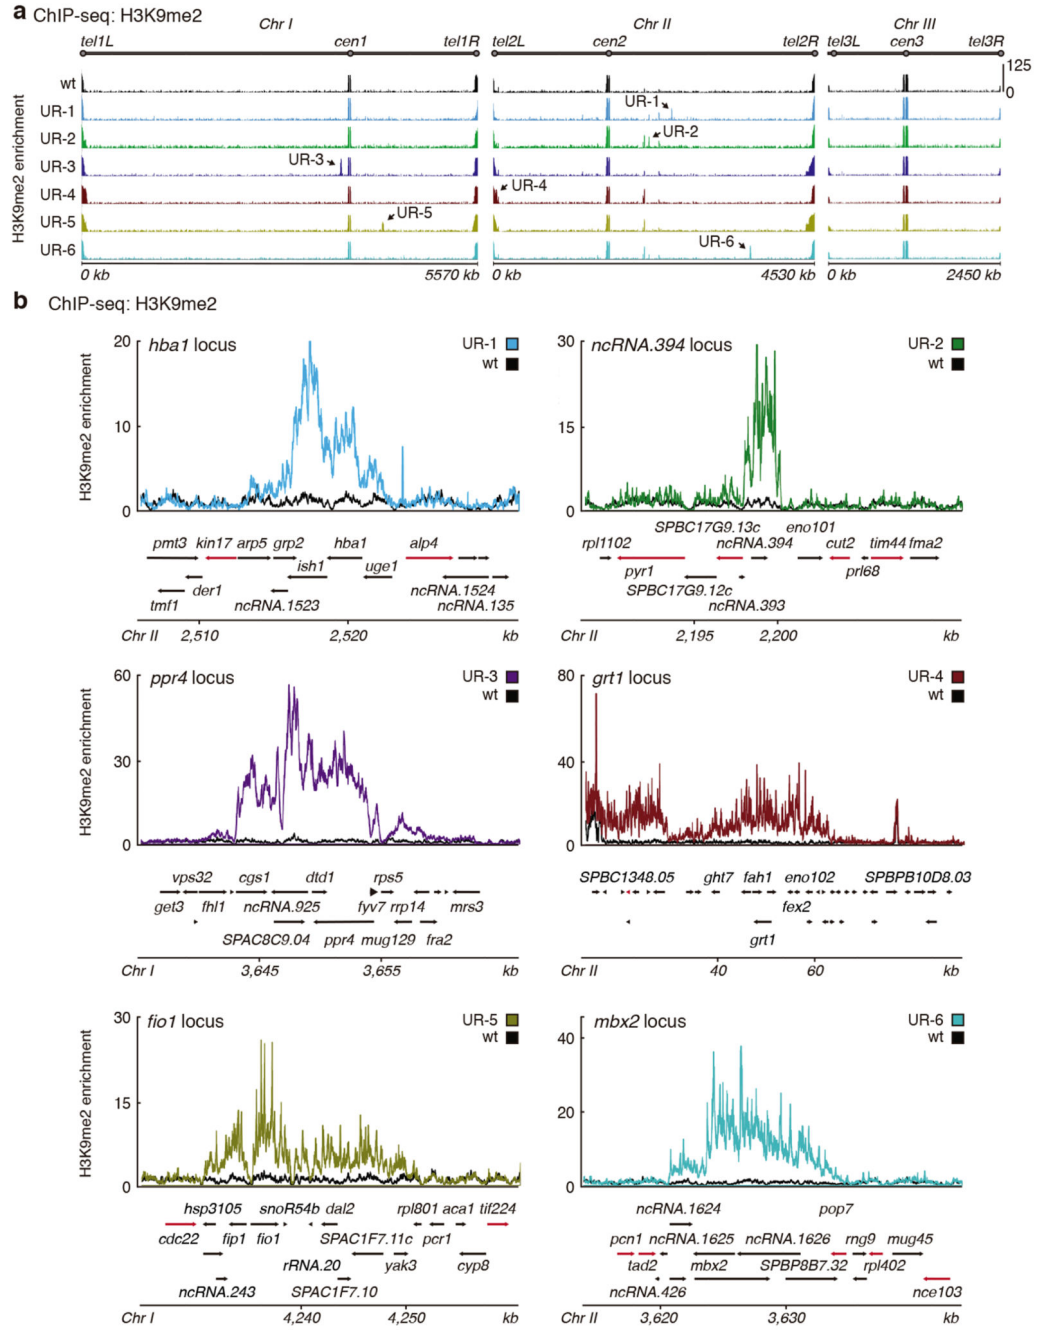 a ChIP-seq: H3K9me2
Chr I Chr II Chr III
tel1L cen1 tel1R tel2L cen2 tel2R tel3L cen3 tel3R
H3K9me2 enrichment
wt 125
0
UR-1 UR-1
UR-2 UR-2
UR-3 UR-3
UR-4 UR-4
UR-5 UR-5
UR-6 UR-6
0 kb 5570 kb 0 kb 4530 kb 0 kb 2450 kb
b ChIP-seq: H3K9me2
H3K9me2 enrichment
20
10
0
hba1 locus
UR-1
wt
pmt3 kin17 arp5 grp2 hba1 alp4
der1 ish1 uge1 ncRNA.1524
tmf1 ncRNA.1523 ncRNA.135
Chr II 2,510 2,520 kb
30
15
0
ncRNA.394 locus
UR-2
wt
SPBC17G9.13c eno101
rpl1102 ncRNA.394 cut2 tim44 fma2
pyr1 prl68
SPBC17G9.12c
ncRNA.393
Chr II 2,195 2,200 kb
H3K9me2 enrichment
60
30
0
ppr4 locus
UR-3
wt
vps32 cgs1 dtd1 rps5
get3 fhl1 ncRNA.925 fyv7 rrp14 mrs3
SPAC8C9.04 ppr4 mug129 fra2
Chr I 3,645 3,655 kb
80
40
0
grt1 locus
UR-4
wt
SPBC1348.05 ght7 fah1 eno102 SPBPB10D8.03
fex2
grt1
Chr II 40 60 kb
H3K9me2 enrichment
30
15
0
fio1 locus
UR-5
wt
hsp3105 snoR54b dal2 rpl801 aca1 tif224
cdc22 fip1 fio1 SPAC1F7.11c pcr1
rRNA.20 yak3 cyp8
ncRNA.243 SPAC1F7.10
Chr I 4,240 4,250 kb
40
20
0
mbx2 locus
UR-6
wt
ncRNA.1624 pop7
pcn1 ncRNA.1625 ncRNA.1626 rng9 mug45
tad2 mbx2 SPBP8B7.32 rpl402
ncRNA.426 nce103
Chr II 3,620 3,630 kb